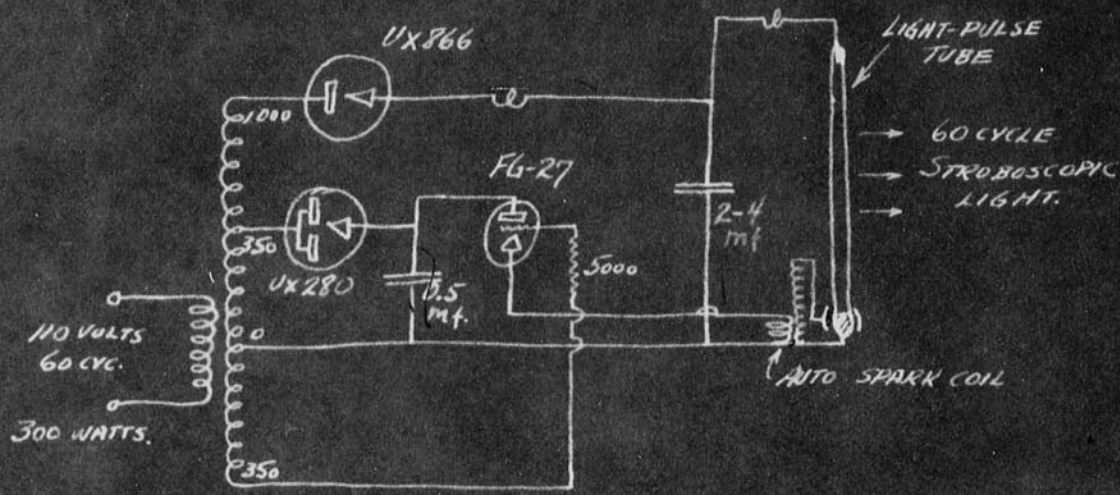 UX866
LIGHT-PULSE
TUBE
1000
60 CYCLE
STROBOSCOPIC
LIGHT.
FG-27
2-4
mf
350
UX280
0.5
mf.
5000
110 VOLTS
60 CYC.
0
AUTO SPARK COIL
300 WATTS.
350